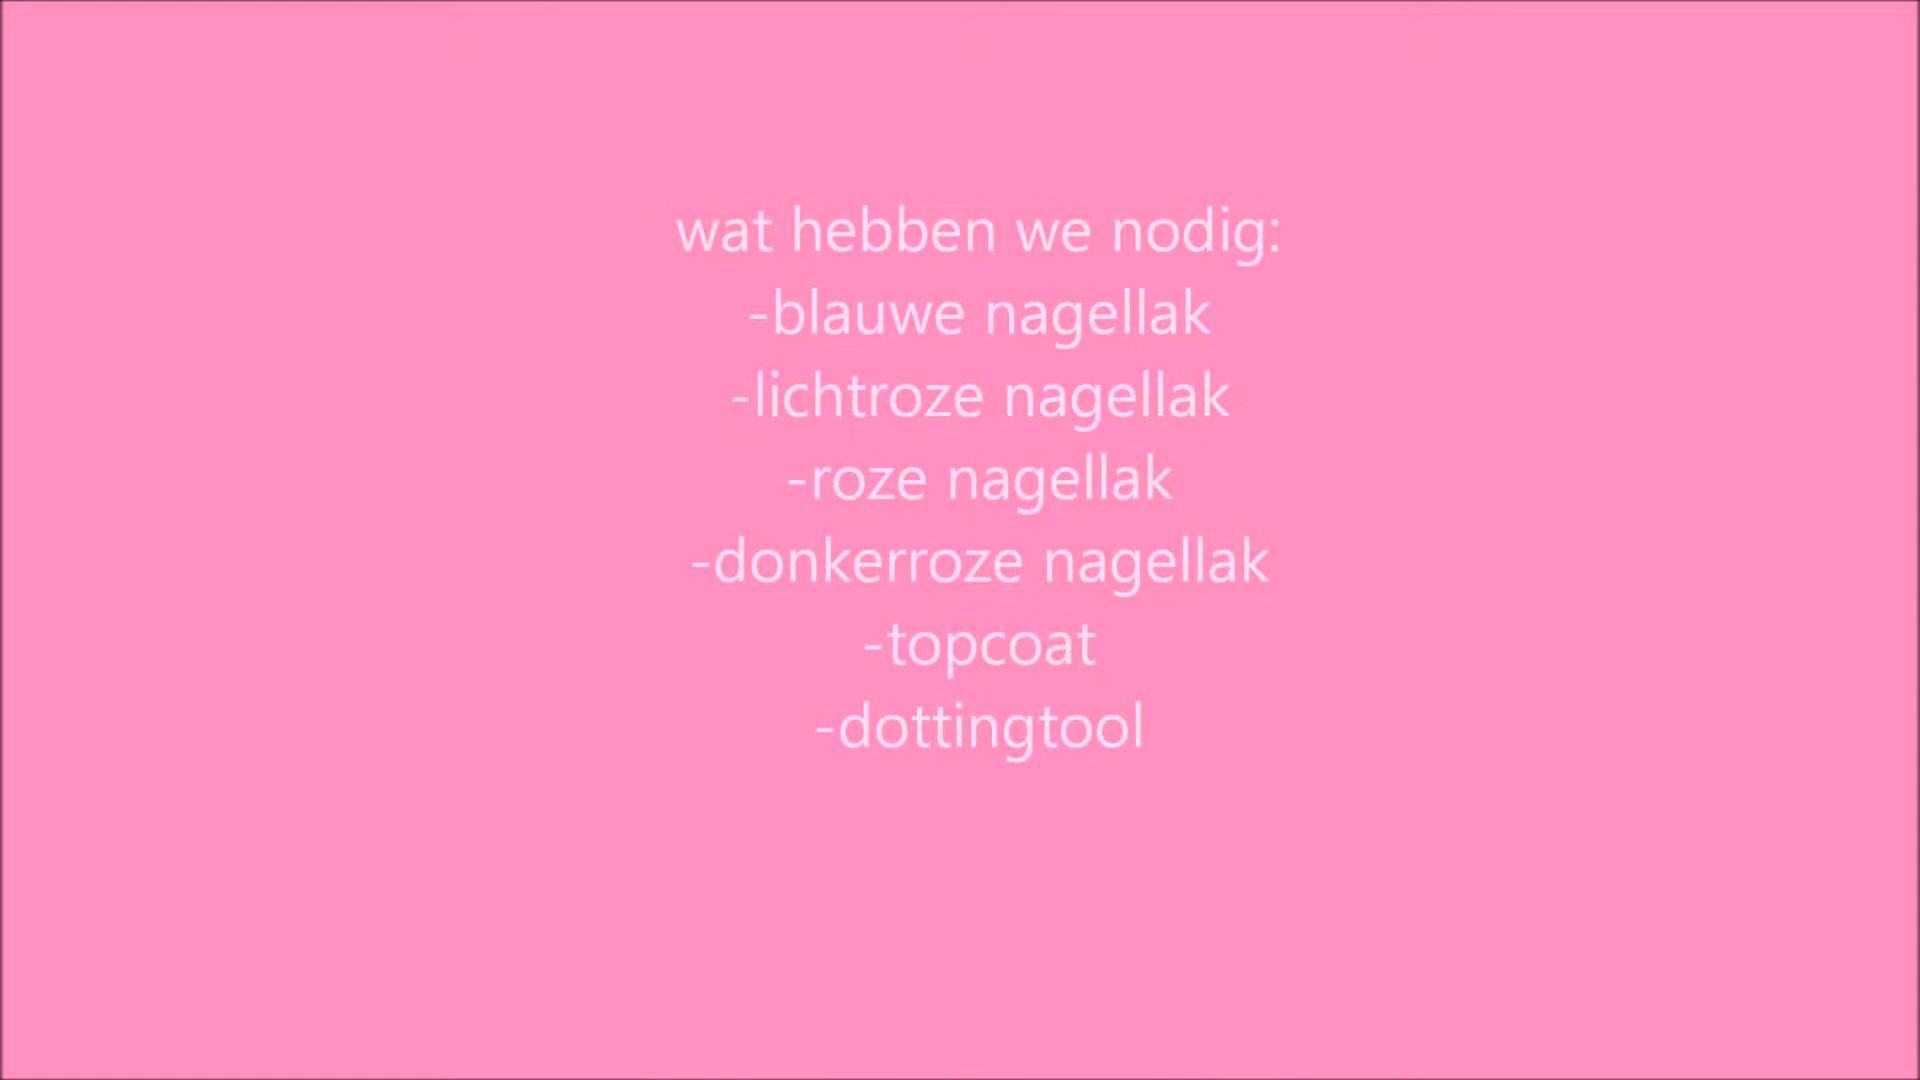 wat hebben we nodig:
-blauwe nagellak
-lichtroze nagellak
-roze nagellak
-donkerroze nagellak
-topcoat
-dottingtool